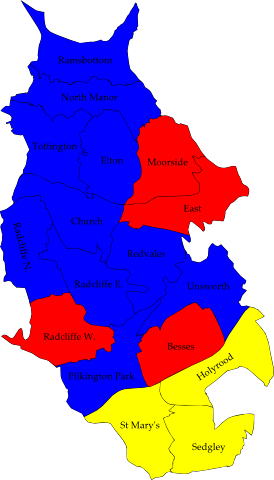 Ramsbottom
North Manor
Tottington
Elton
Moorside
East
Church
Radcliffe N.
Redvales
Radcliffe E.
Unsworth
Radcliffe W.
Besses
Holyrood
Pilkington Park
St Mary's
Sedgley